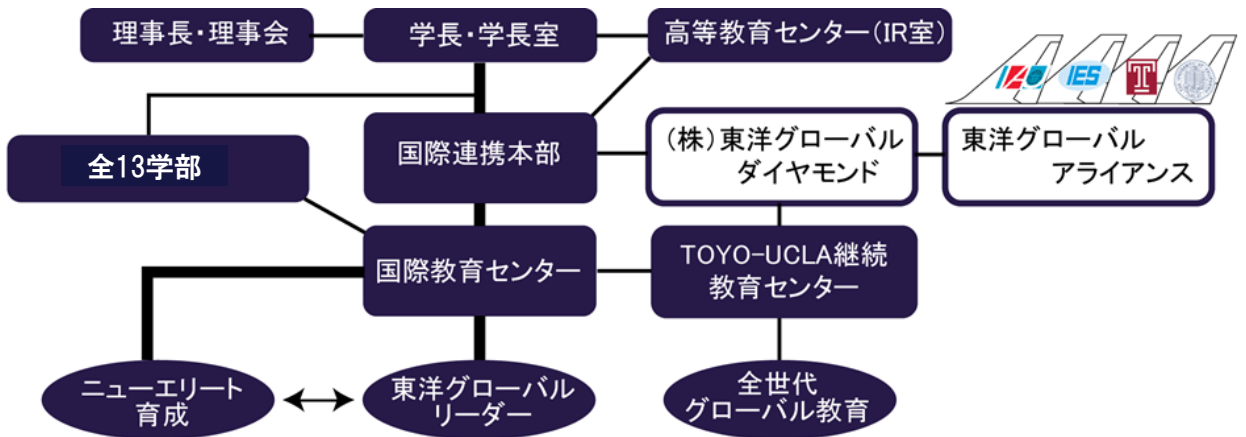 理事長・理事会
学長・学長室
高等教育センター(IR室)
IES
T
全13学部
国際連携本部
(株)東洋グローバル
ダイヤモンド
東洋グローバル
アライアンス
国際教育センター
TOYO-UCLA継続
教育センター
ニューエリート
育成
東洋グローバル
リーダー
全世代
グローバル教育